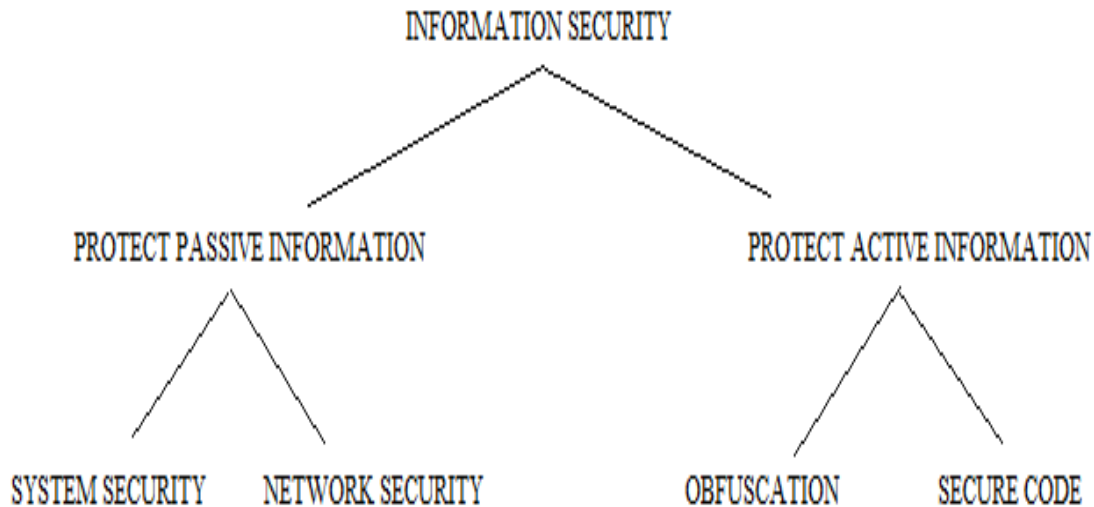 INFORMATION SECURITY
PROTECT PASSIVE INFORMATION
PROTECT ACTIVE INFORMATION
SYSTEM SECURITY
NETWORK SECURITY
OBFUSCATION
SECURE CODE